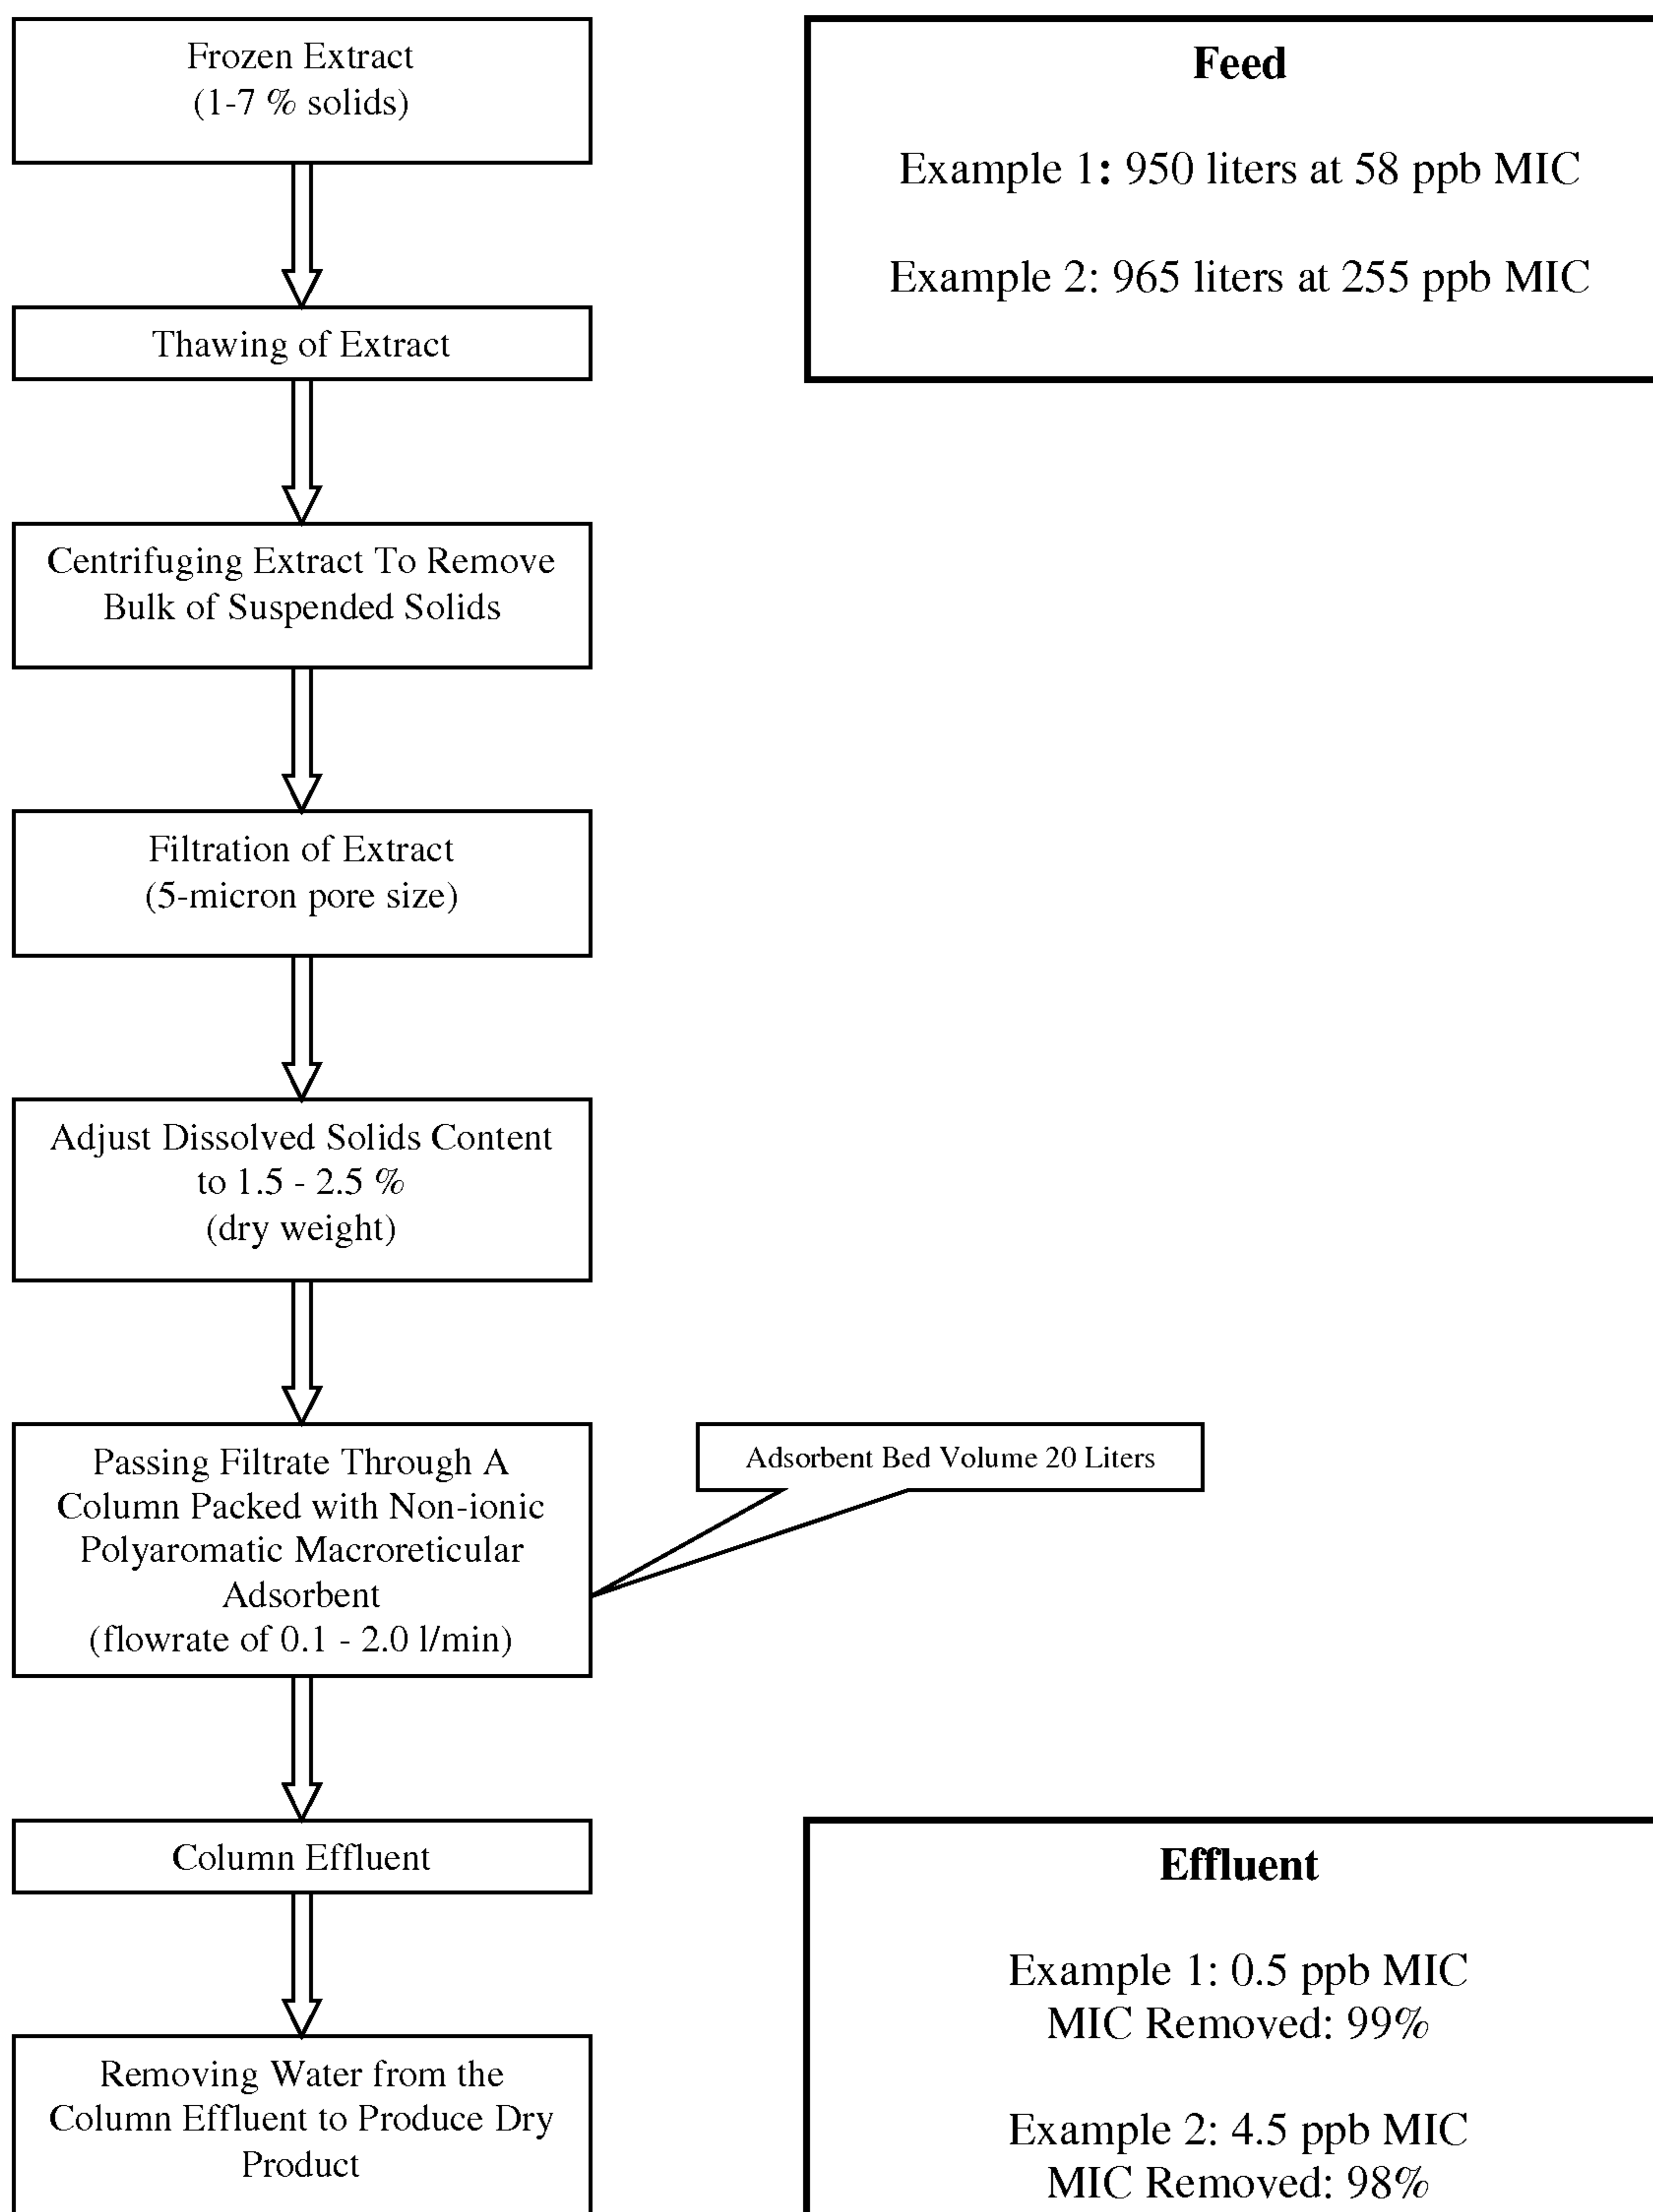 Frozen Extract
(1-7 % solids)
Feed
Example 1: 950 liters at 58 ppb MIC
Example 2: 965 liters at 255 ppb MIC
Thawing of Extract
Centrifuging Extract To Remove
Bulk of Suspended Solids
Filtration of Extract
(5-micron pore size)
Adjust Dissolved Solids Content
to 1.5 - 2.5 %
(dry weight)
Passing Filtrate Through A
Column Packed with Non-ionic
Polyaromatic Macroreticular
Adsorbent
(flowrate of 0.1 - 2.0 l/min)
Adsorbent Bed Volume 20 Liters
Column Effluent
Removing Water from the
Column Effluent to Produce Dry
Product
Effluent
Example 1: 0.5 ppb MIC
MIC Removed: 99%
Example 2: 4.5 ppb MIC
MIC Removed: 98%